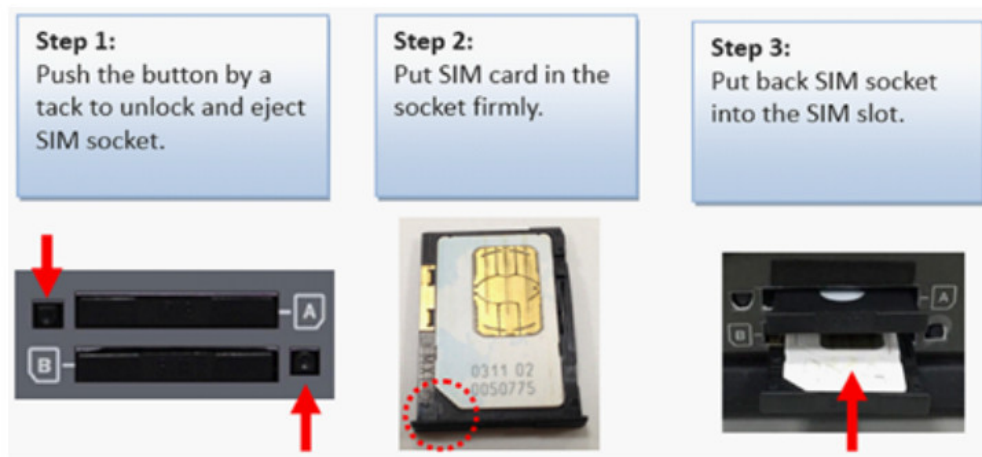 Step 1:
Push the button by a
tack to unlock and eject
SIM socket.
Step 2:
Put SIM card in the
socket firmly.
Step 3:
Put back SIM socket
into the SIM slot.
A
B
0311 02
0050775
A
B